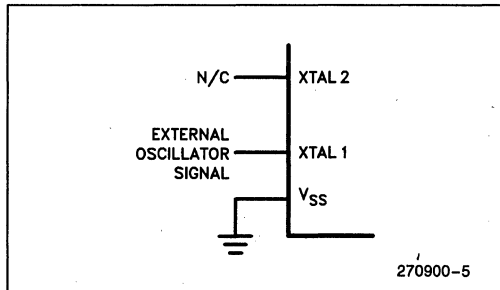 N/C XTAL 2
EXTERNAL
OSCILLATOR XTAL 1
SIGNAL
VSS
270900-5